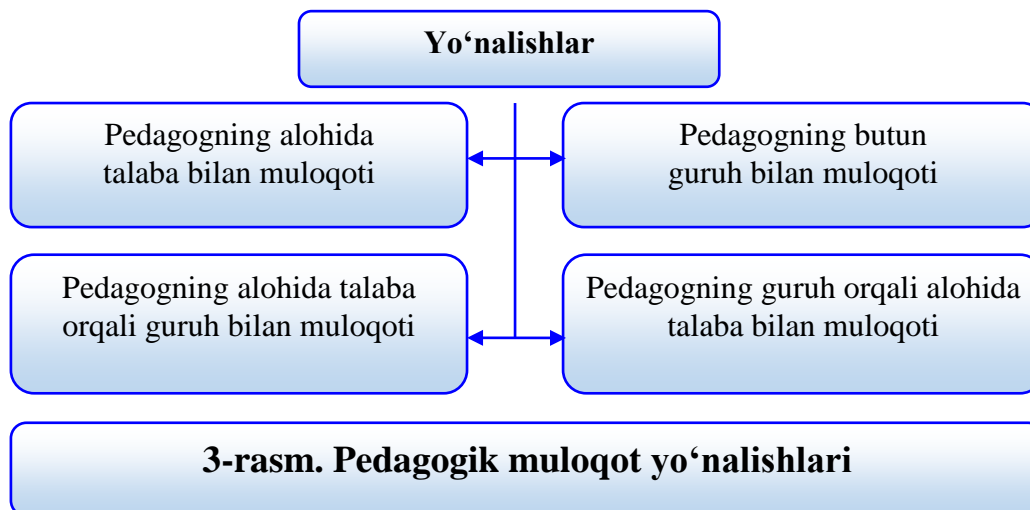 Yo‘nalishlar
Pedagogning alohida
talaba bilan muloqoti
Pedagogning butun
guruh bilan muloqoti
Pedagogning alohida talaba
orqali guruh bilan muloqoti
Pedagogning guruh orqali alohida
talaba bilan muloqoti
3-rasm. Pedagogik muloqot yo‘nalishlari